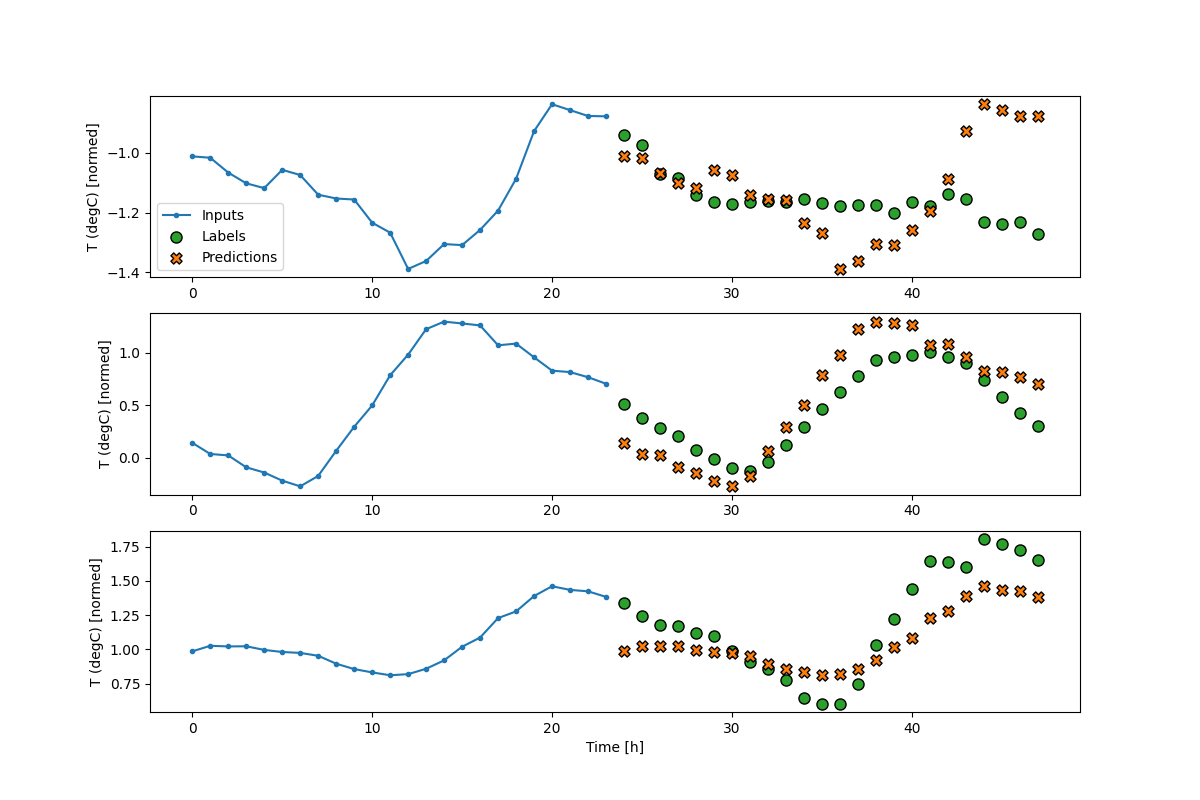 T (degC) [normed]
−1.0
−1.2
−1.4
Inputs
Labels
Predictions
0 10 20 30 40
T (degC) [normed]
1.0
0.5
0.0
0 10 20 30 40
T (degC) [normed]
1.75
1.50
1.25
1.00
0.75
0 10 20 30 40
Time [h]